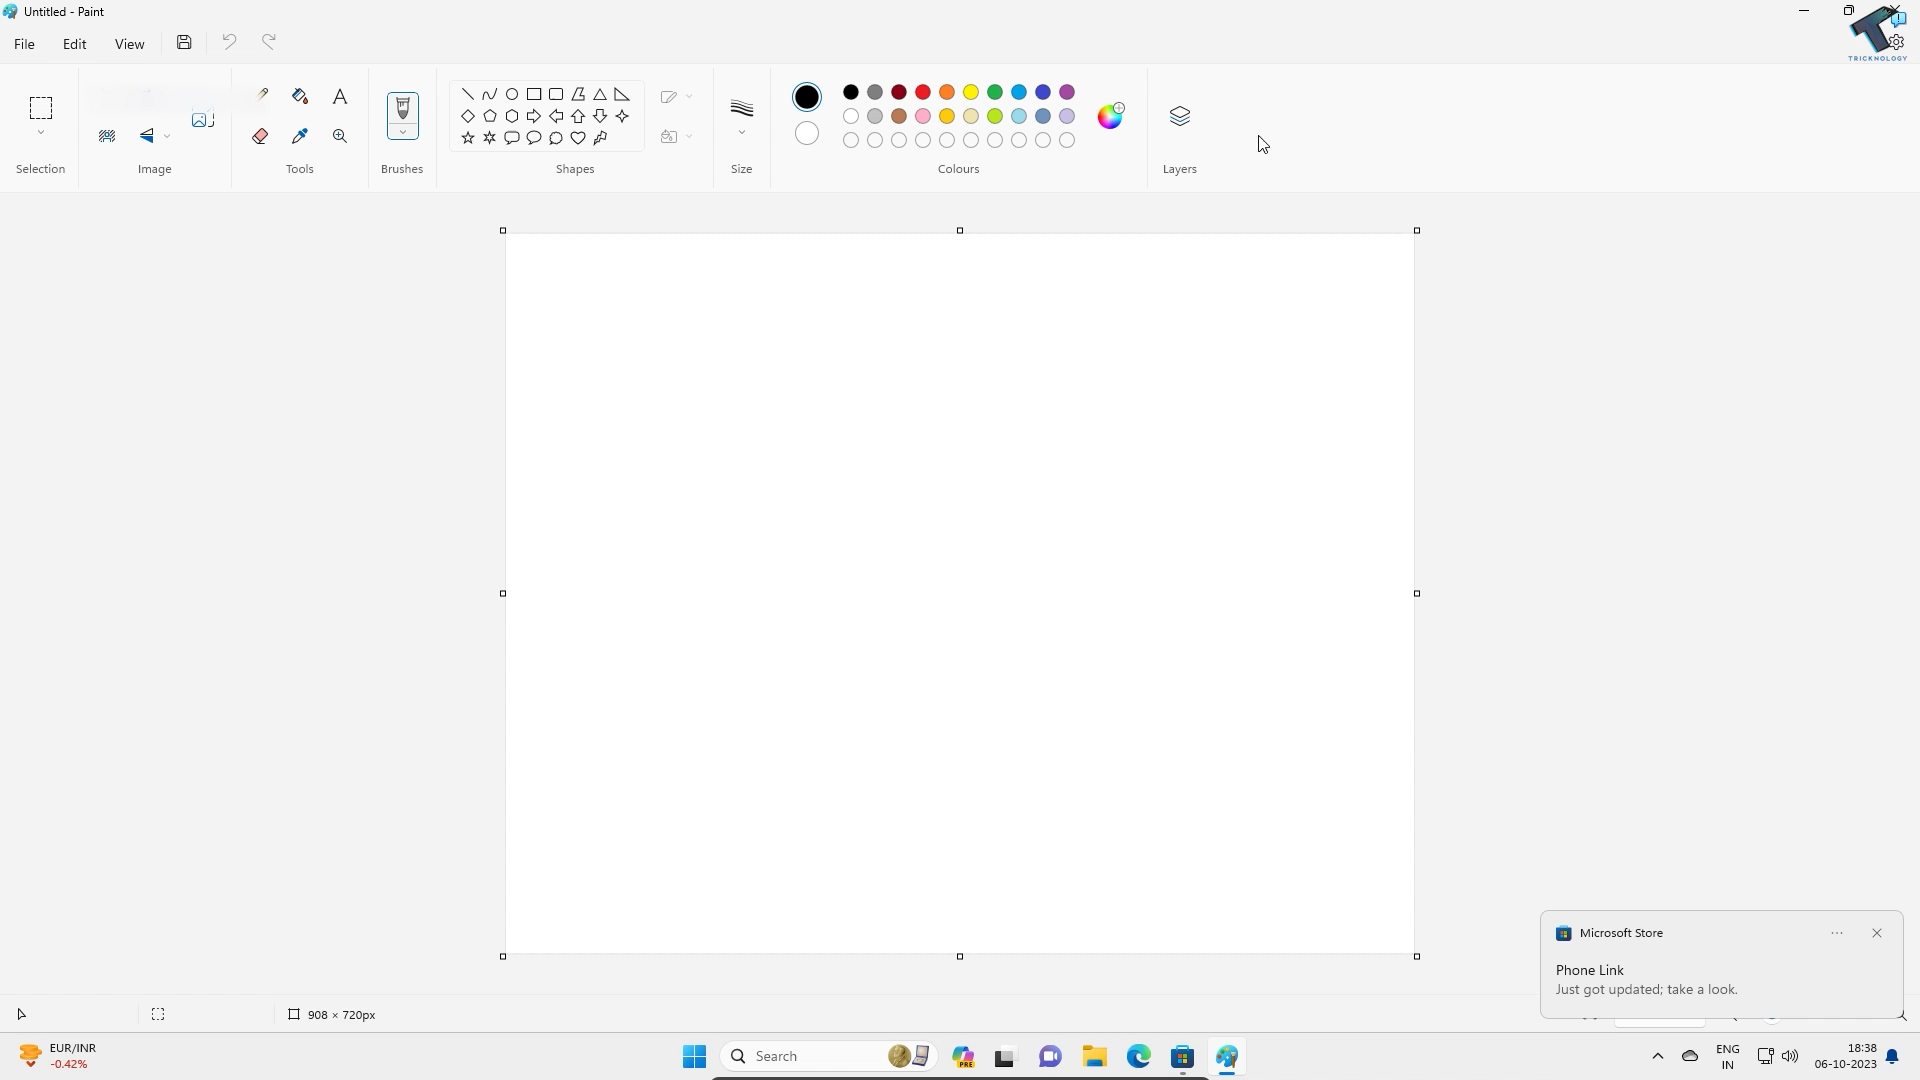 Untitled - Paint
File Edit View
TRICKNOLOGY
Selection Image Tools Brushes Shapes Size Colours Layers
Microsoft Store
Phone Link
Just got updated; take a look.
908 × 720px
EUR/INR
-0.42%
Search
PRE
ENG
IN
18:38
06-10-2023